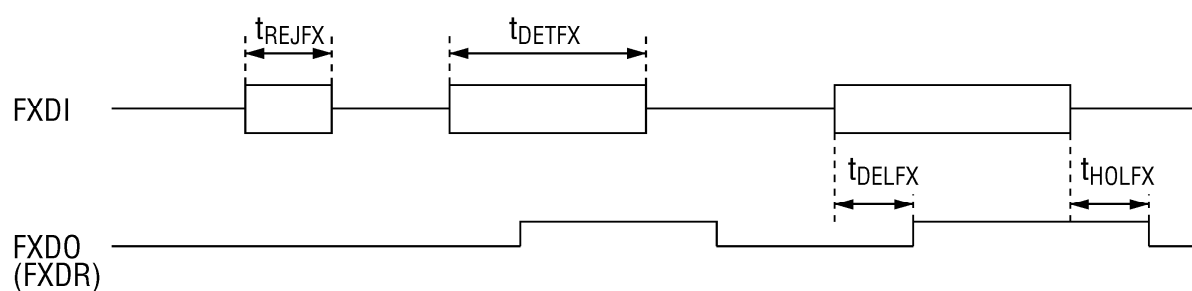 tREJFX
tDETFX
FXDI
tDELFX
tHOLFX
FXDO
(FXDR)